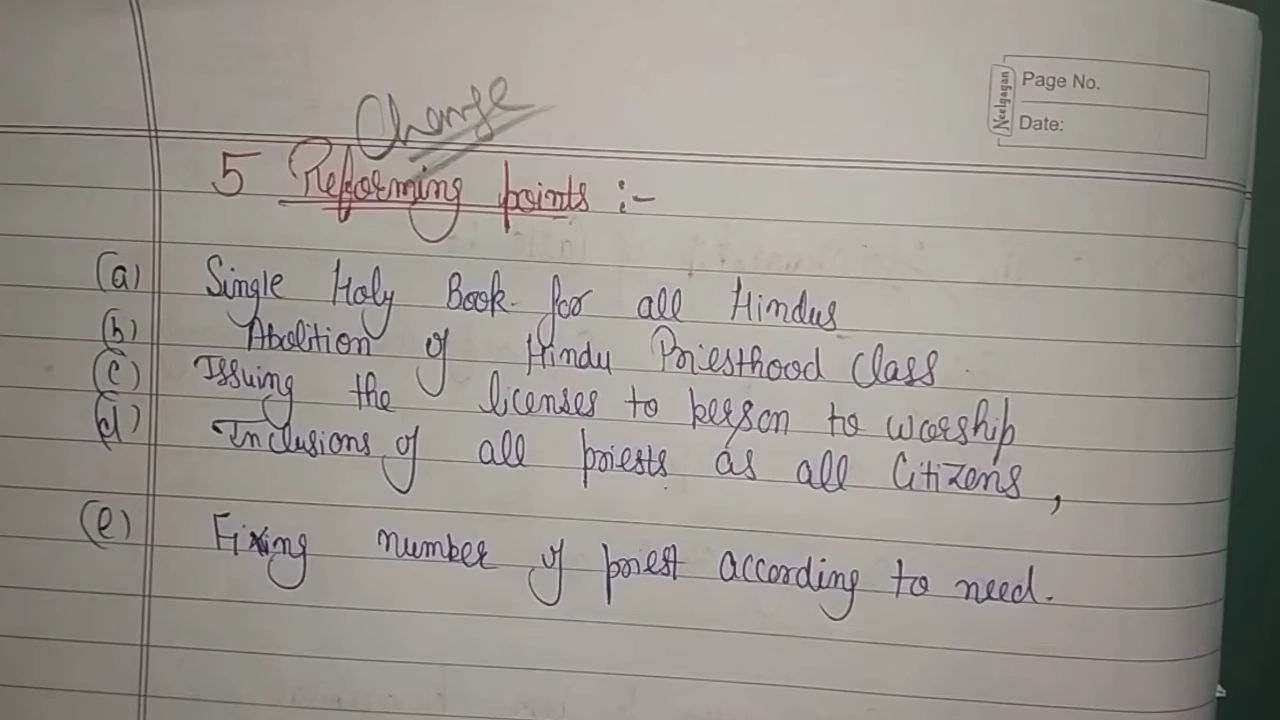 Neelgagan
Page No.
Date:
Change
5 Reforming points :-
(a) Single Holy Book for all Hindus
(b) Abolition of Hindu Priesthood Class
(c) Issuing the licenses to person to worship
(d) Inclusions of all priests as all Citizens,
(e) Fixing number of priest according to need.